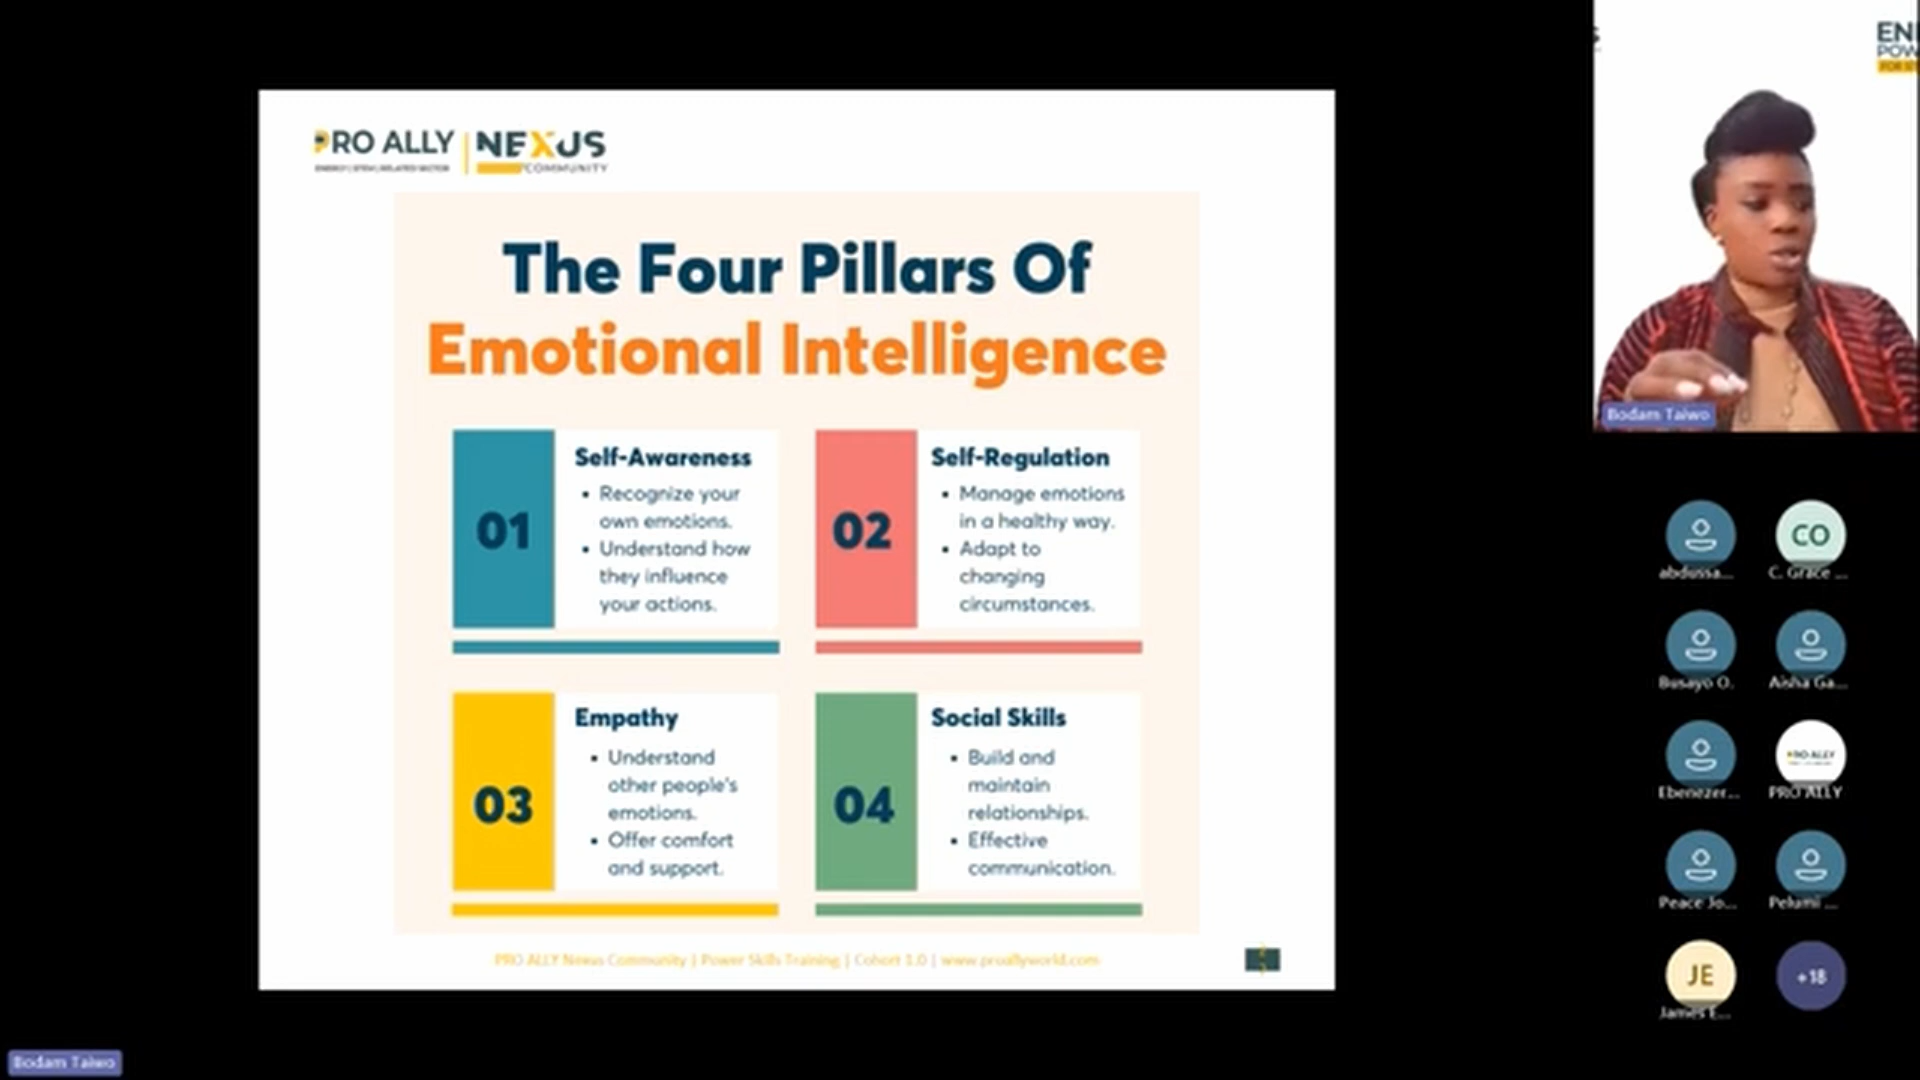 PRO ALLY
NEXUS
COMMUNITY
The Four Pillars Of
Emotional Intelligence
01
Self-Awareness
▪ Recognize your
own emotions.
▪ Understand how
they influence
your actions.
02
Self-Regulation
▪ Manage emotions
in a healthy way.
▪ Adapt to
changing
circumstances.
03
Empathy
▪ Understand
other people's
emotions.
▪ Offer comfort
and support.
04
Social Skills
▪ Build and
maintain
relationships.
▪ Effective
communication.
PRO ALLY Nexus Community | Power Skills Training | Cohort 1.0 | www.proallyworld.com
Bodam Taiwo
abdussa...
CO
C. Grace ...
Busayo O.
Aisha Ga...
Ebenezer...
PRO ALLY
PRO ALLY
Peace Jo...
Pelumi ...
JE
James E...
+18
Bodam Taiwo